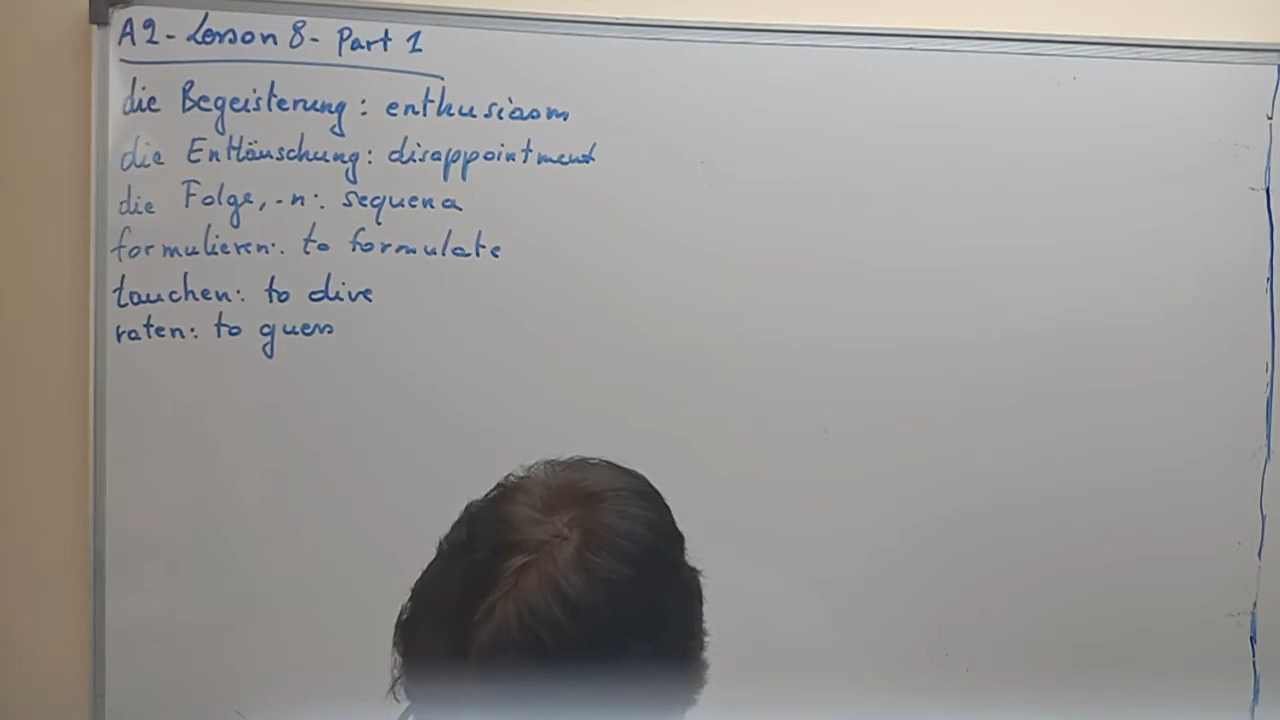 A2 - Lesson 8 - Part 1
die Begeisterung: enthusiasm
die Enttäuschung: disappointment
die Folge, -n: sequence
formulieren: to formulate
tauchen: to dive
raten: to guess